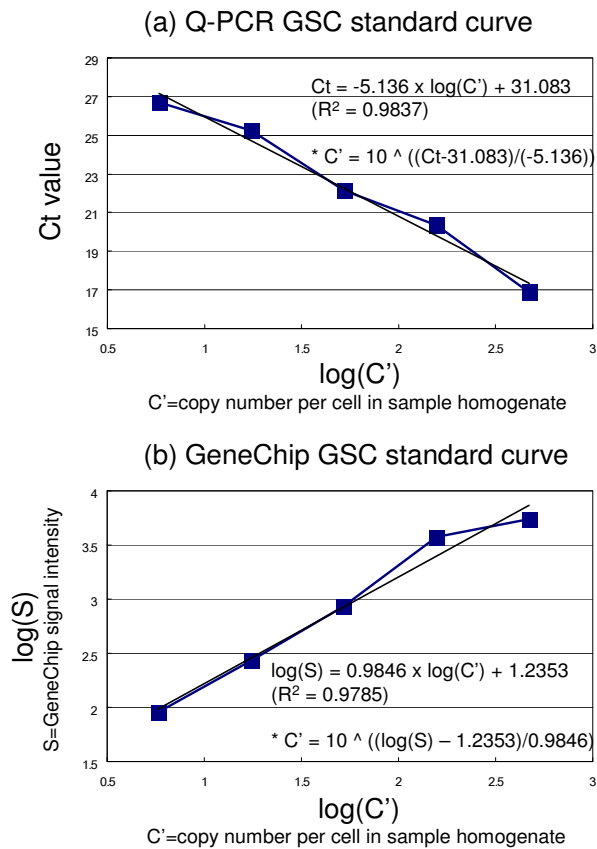 (a) Q-PCR GSC standard curve
29
27
25
23
21
19
17
15
Ct value
Ct = -5.136 x log(C') + 31.083
(R² = 0.9837)
* C' = 10 ^ ((Ct-31.083)/(-5.136))
0.5 1 1.5 2 2.5 3
log(C')
C'=copy number per cell in sample homogenate
(b) GeneChip GSC standard curve
4
3.5
3
2.5
2
1.5
log(S)
S=GeneChip signal intensity
log(S) = 0.9846 x log(C') + 1.2353
(R² = 0.9785)
* C' = 10 ^ ((log(S) – 1.2353)/0.9846)
0.5 1 1.5 2 2.5 3
log(C')
C'=copy number per cell in sample homogenate